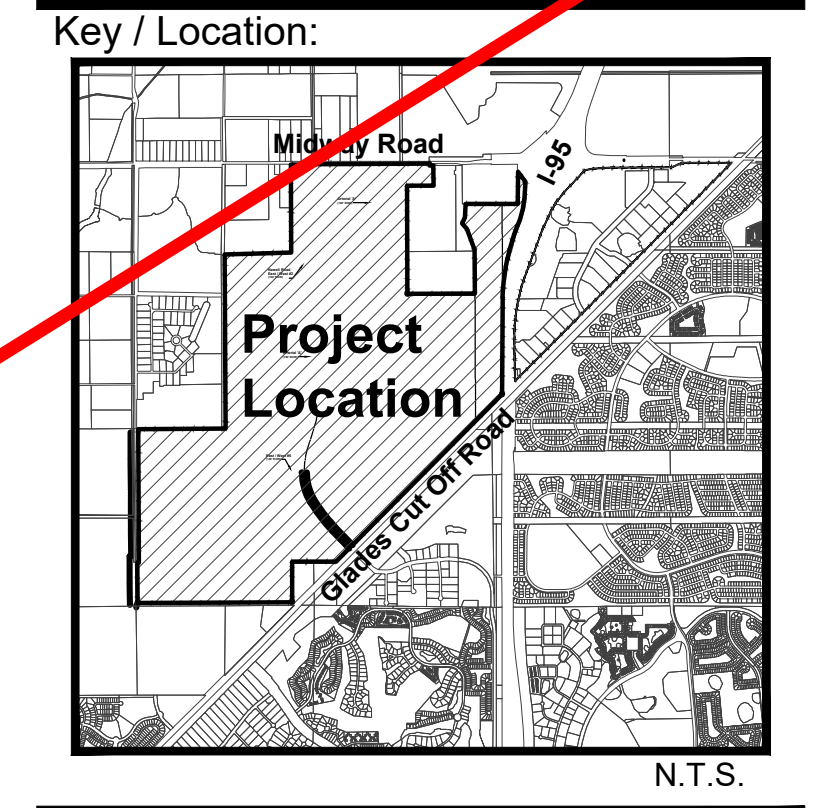 Key / Location:
Midway Road
I-95
Project
Location
Glades Cut Off Road
N.T.S.